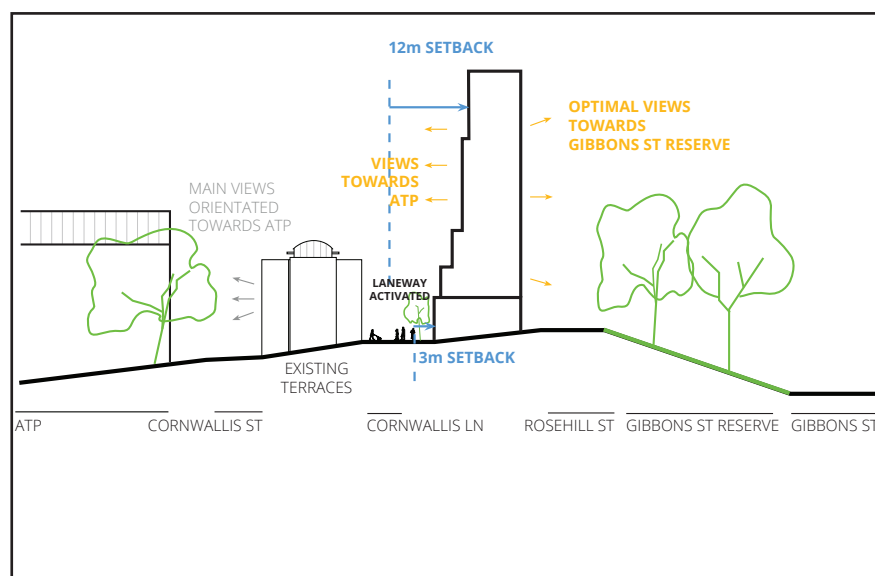 12m SETBACK
OPTIMAL VIEWS
TOWARDS
GIBBONS ST RESERVE
VIEWS
TOWARDS
ATP
MAIN VIEWS
ORIENTATED
TOWARDS ATP
LANEWAY
ACTIVATED
3m SETBACK
EXISTING
TERRACES
ATP
CORNWALLIS ST
CORNWALLIS LN
ROSEHILL ST
GIBBONS ST RESERVE
GIBBONS ST